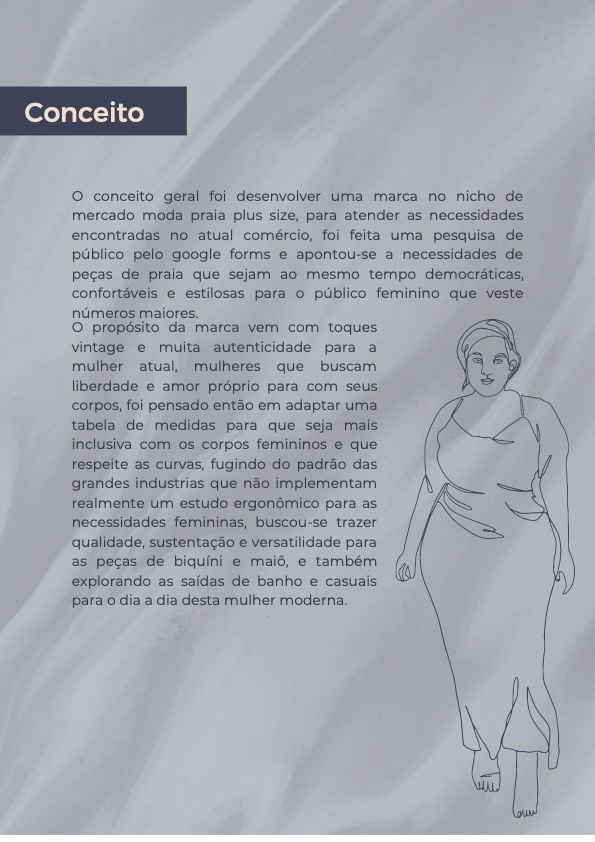 Conceito
O conceito geral foi desenvolver uma marca no nicho de
mercado moda praia plus size, para atender as necessidades
encontradas no atual comércio, foi feita uma pesquisa de
público pelo google forms e apontou-se a necessidades de
peças de praia que sejam ao mesmo tempo democráticas,
confortáveis e estilosas para o público feminino que veste
números maiores.
O propósito da marca vem com toques
vintage e muita autenticidade para a
mulher atual, mulheres que buscam
liberdade e amor próprio para com seus
corpos, foi pensado então em adaptar uma
tabela de medidas para que seja mais
inclusiva com os corpos femininos e que
respeite as curvas, fugindo do padrão das
grandes industrias que não implementam
realmente um estudo ergonômico para as
necessidades femininas, buscou-se trazer
qualidade, sustentação e versatilidade para
as peças de biquíni e maiô, e também
explorando as saídas de banho e casuais
para o dia a dia desta mulher moderna.